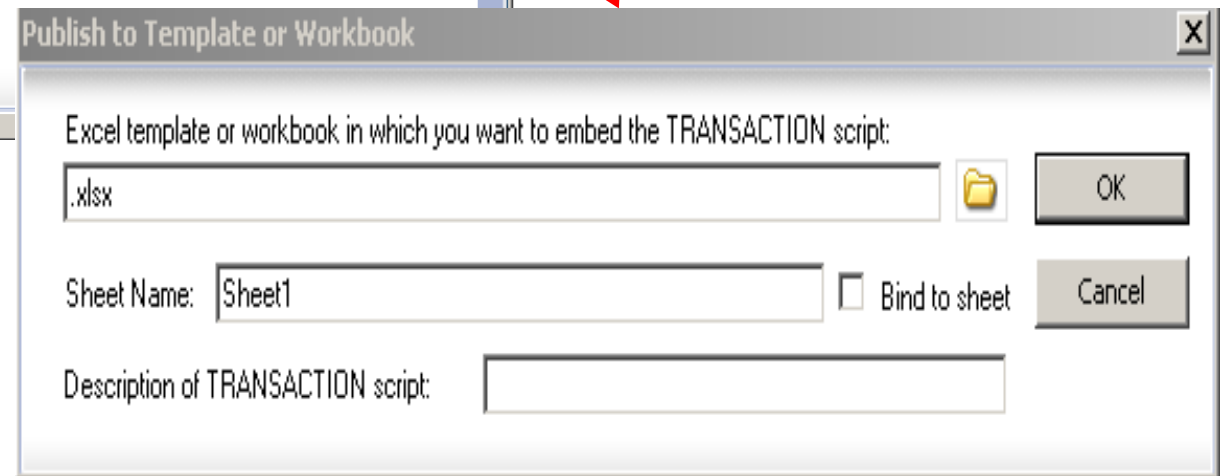 Publish to Template or Workbook
Excel template or workbook in which you want to embed the TRANSACTION script:
.xlsx
OK
Sheet Name: Sheet1 Bind to sheet Cancel
Description of TRANSACTION script: